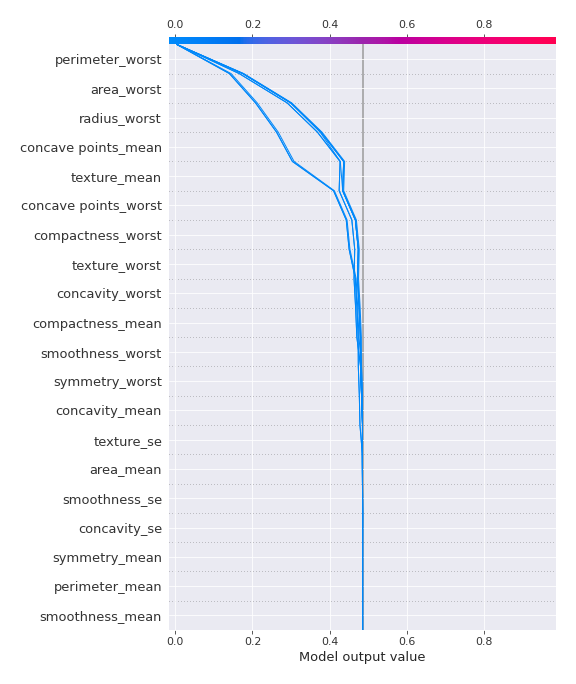 0.0 0.2 0.4 0.6 0.8
perimeter_worst
area_worst
radius_worst
concave points_mean
texture_mean
concave points_worst
compactness_worst
texture_worst
concavity_worst
compactness_mean
smoothness_worst
symmetry_worst
concavity_mean
texture_se
area_mean
smoothness_se
concavity_se
symmetry_mean
perimeter_mean
smoothness_mean
0.0 0.2 0.4 0.6 0.8
Model output value